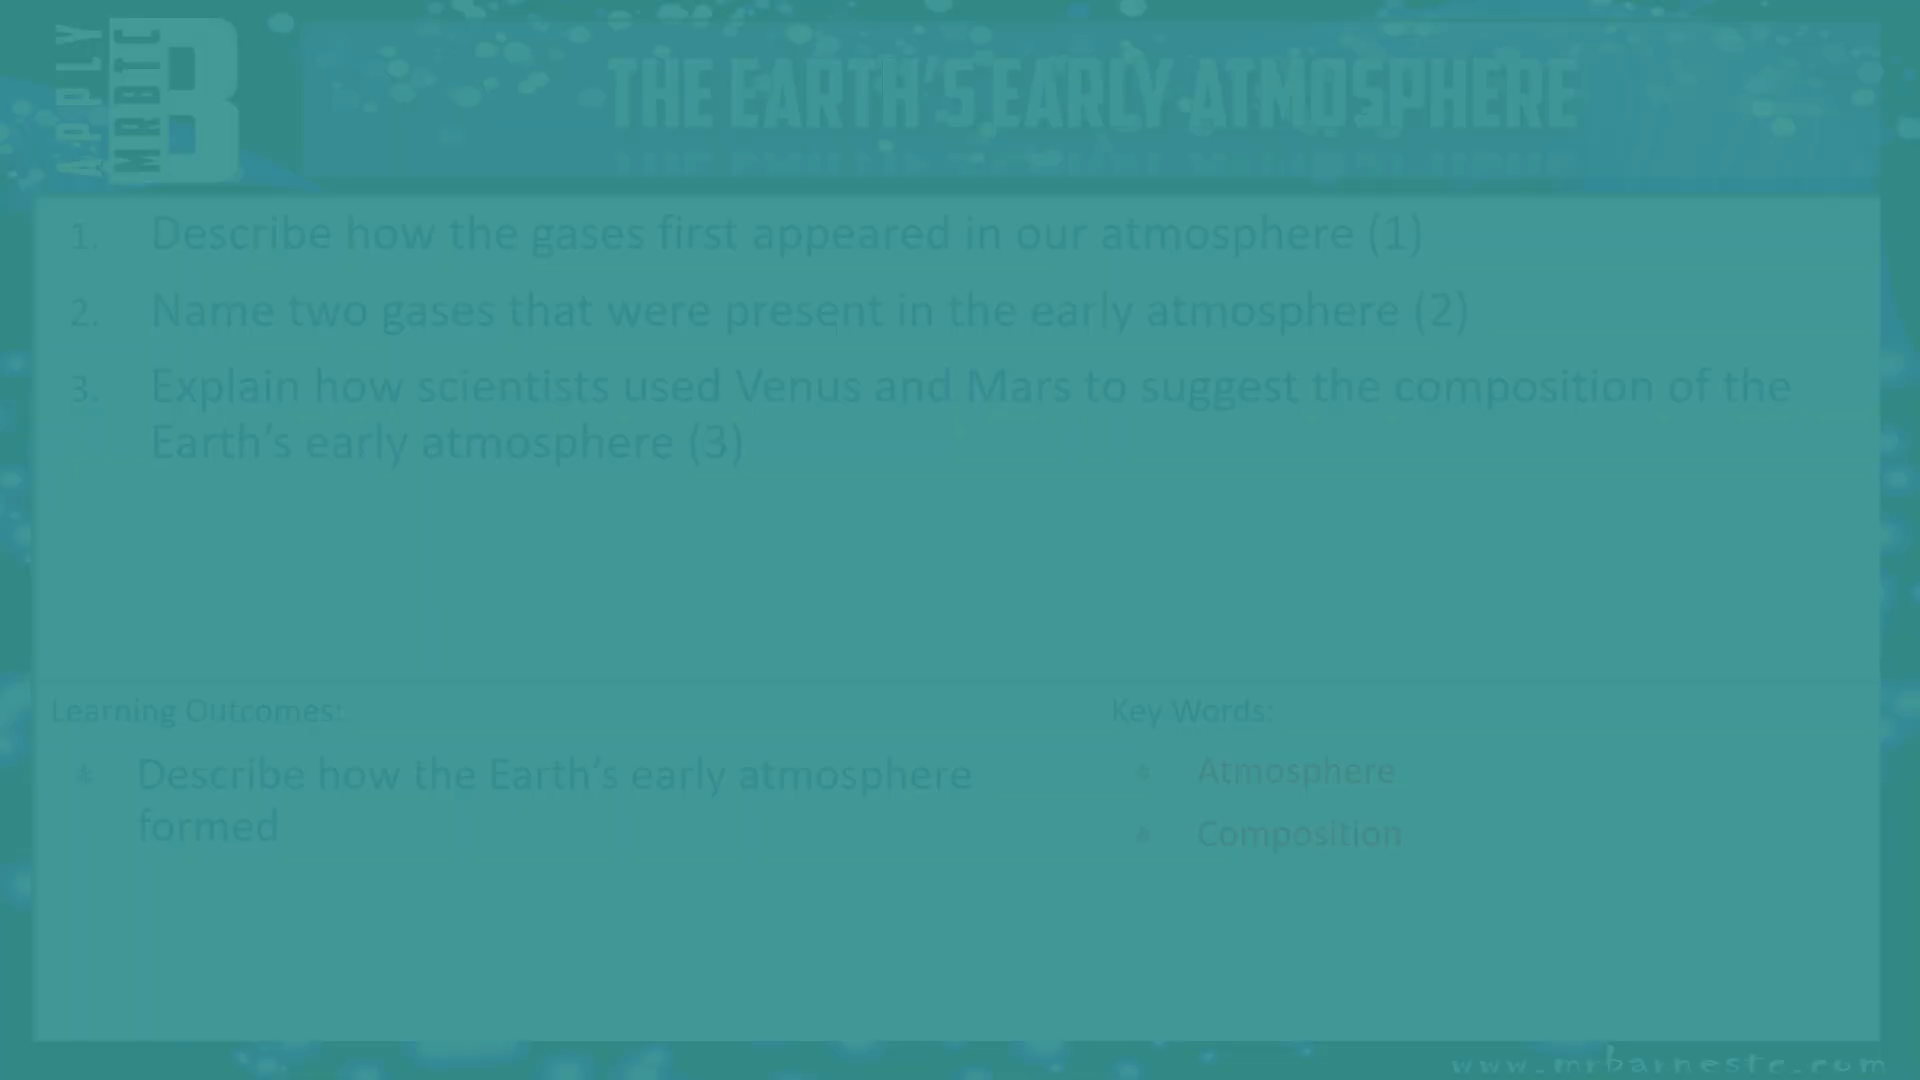 APPLY
MRBTC
B
THE EARTH'S EARLY ATMOSPHERE
1. Describe how the gases first appeared in our atmosphere (1)
2. Name two gases that were present in the early atmosphere (2)
3. Explain how scientists used Venus and Mars to suggest the composition of the
Earth's early atmosphere (3)
Learning Outcomes:
Describe how the Earth's early atmosphere
formed
Key Words:
Atmosphere
Composition
www.mrbarnestc.com